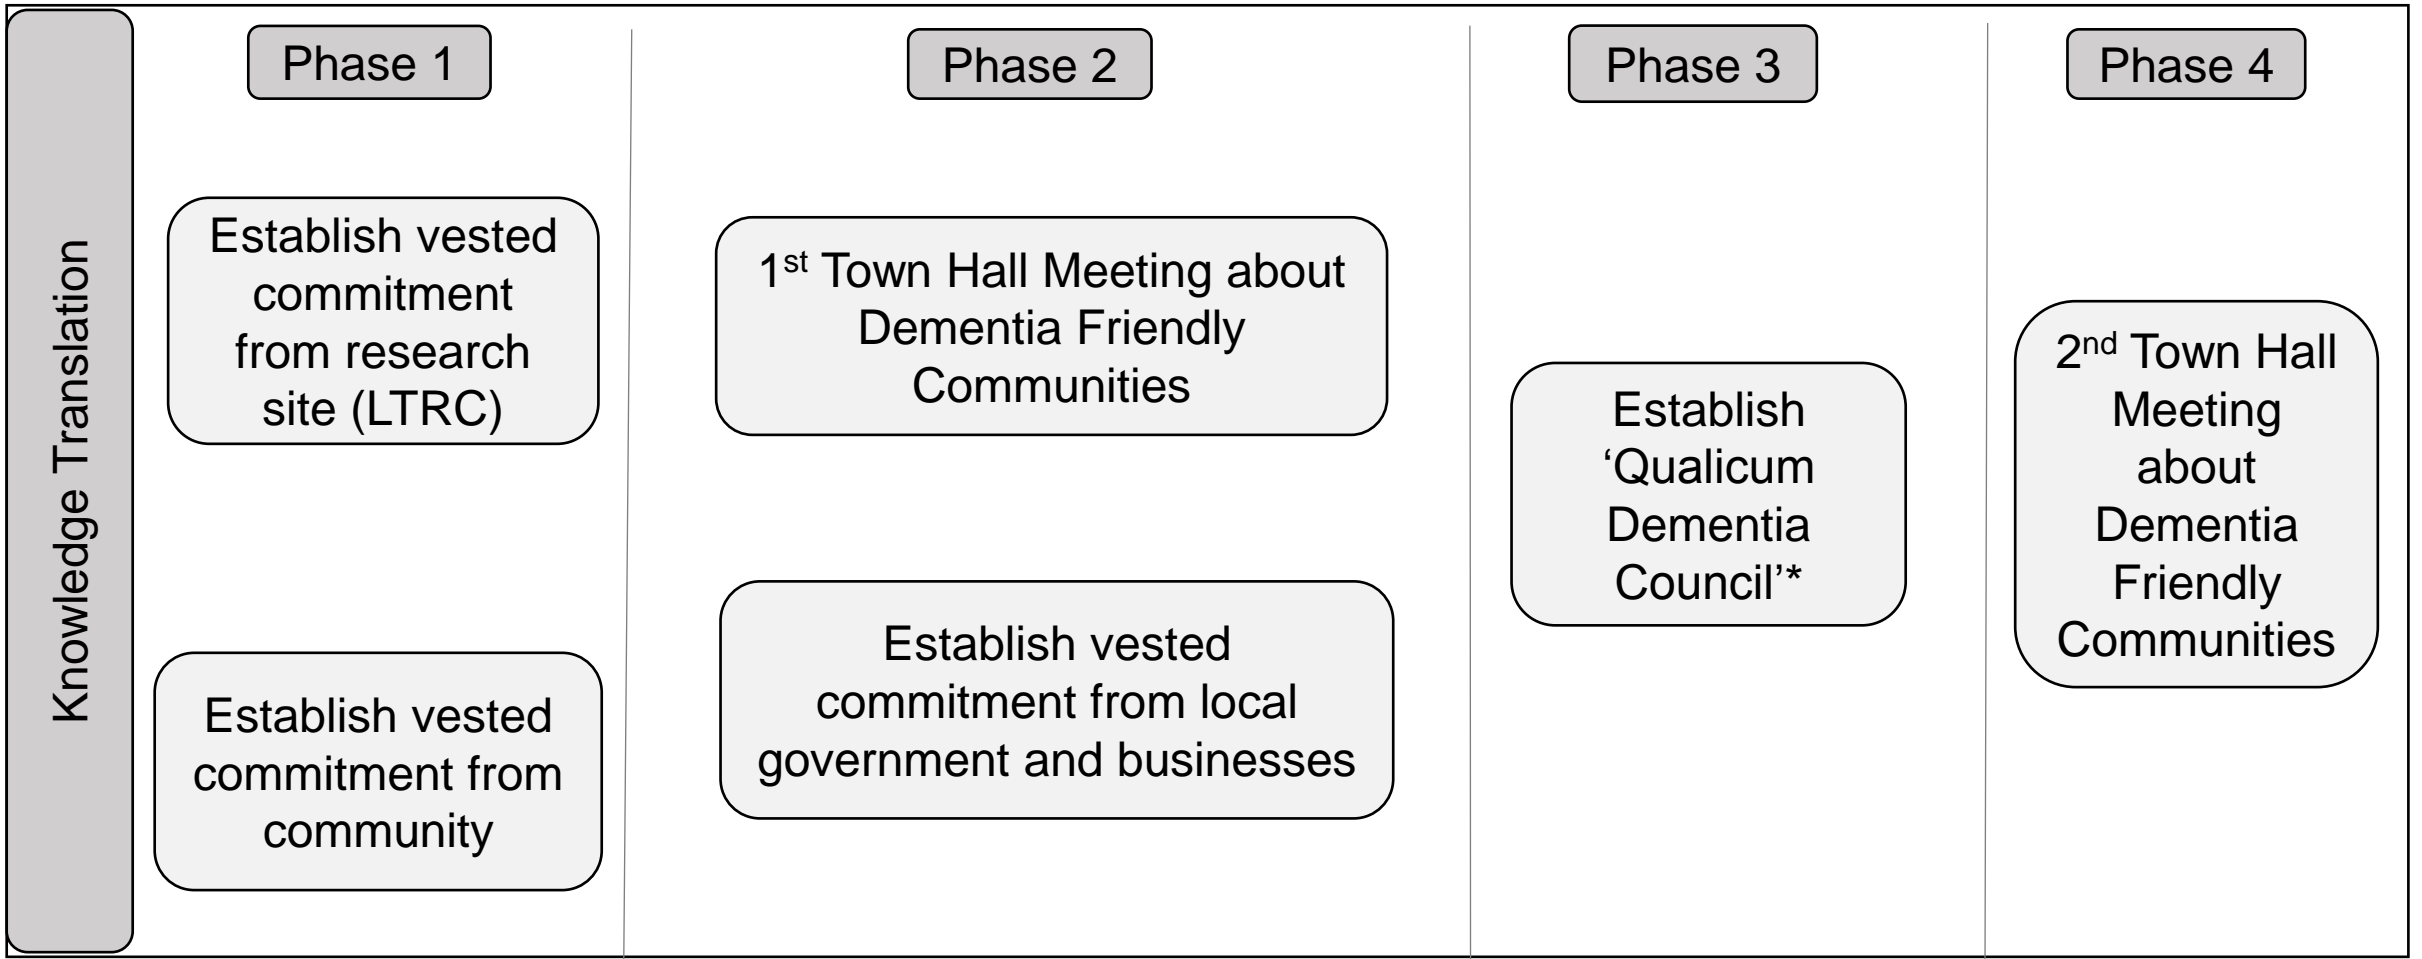 Knowledge Translation
Phase 1
Establish vested
commitment
from research
site (LTRC)
Establish vested
commitment from
community
Phase 2
1st Town Hall Meeting about
Dementia Friendly
Communities
Establish vested
commitment from local
government and businesses
Phase 3
Establish
‘Qualicum
Dementia
Council’*
Phase 4
2nd Town Hall
Meeting
about
Dementia
Friendly
Communities